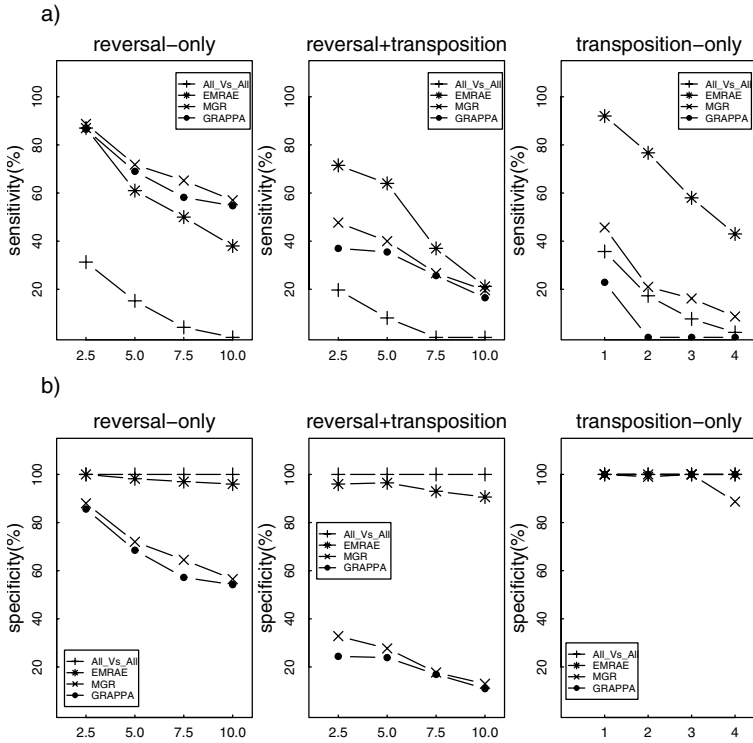 a)
reversal−only
sensitivity(%)
100
80
60
40
20
2.5 5.0 7.5 10.0
All_Vs_All
EMRAE
MGR
GRAPPA
reversal+transposition
sensitivity(%)
100
80
60
40
20
2.5 5.0 7.5 10.0
All_Vs_All
EMRAE
MGR
GRAPPA
transposition−only
sensitivity(%)
100
80
60
40
20
1 2 3 4
All_Vs_All
EMRAE
MGR
GRAPPA
b)
reversal−only
specificity(%)
100
80
60
40
20
2.5 5.0 7.5 10.0
All_Vs_All
EMRAE
MGR
GRAPPA
reversal+transposition
specificity(%)
100
80
60
40
20
2.5 5.0 7.5 10.0
All_Vs_All
EMRAE
MGR
GRAPPA
transposition−only
specificity(%)
100
80
60
40
20
1 2 3 4
All_Vs_All
EMRAE
MGR
GRAPPA